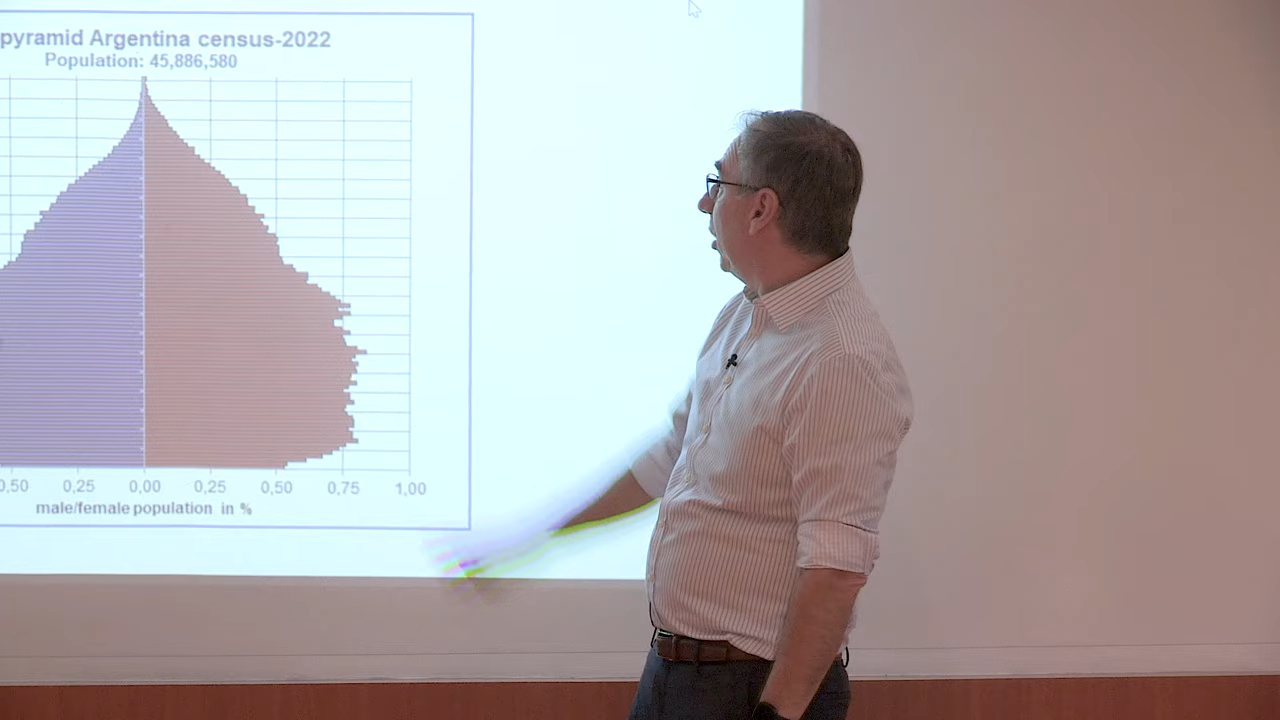 pyramid Argentina census-2022
Population: 45,886,580
0,50 0,25 0,00 0,25 0,50 0,75 1,00
male/female population in %